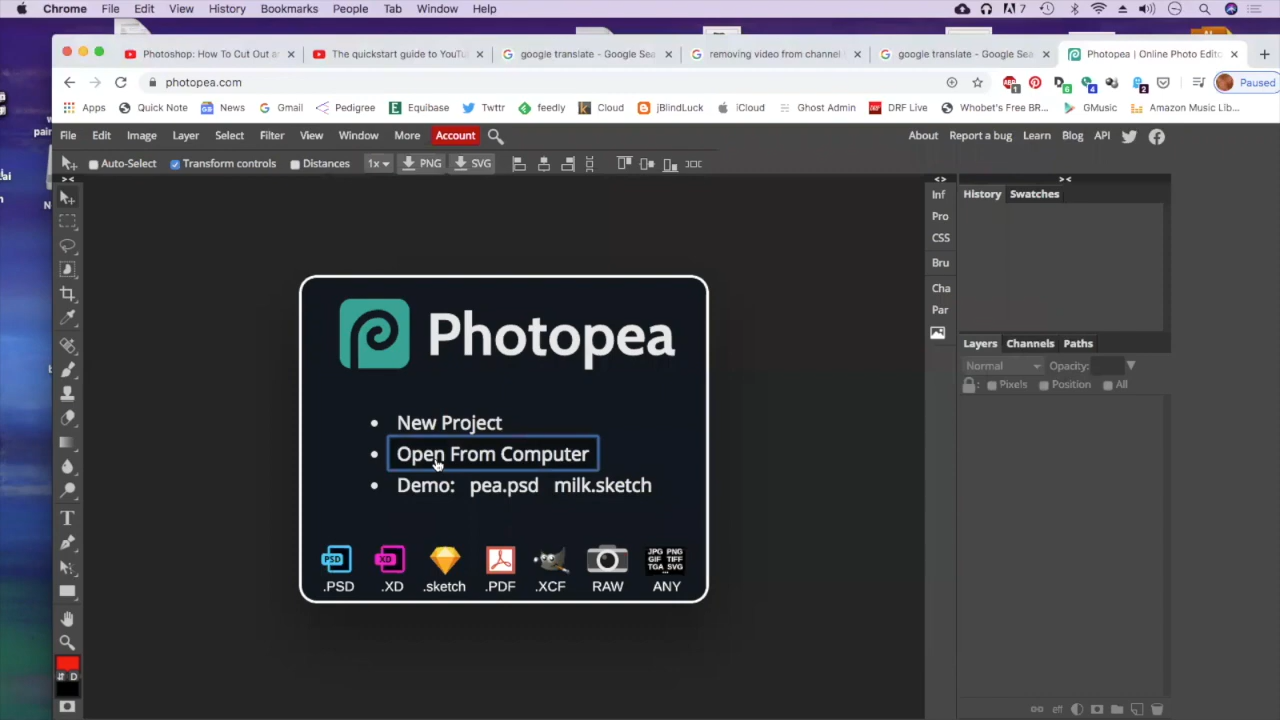 Chrome File Edit View History Bookmarks People Tab Window Help 7
Photoshop: How To Cut Out an The quickstart guide to YouTu google translate - Google Sea removing video from channel google translate - Google Sea Photopea | Online Photo Edito
photopea.com Paused
Apps Quick Note News Gmail Pedigree Equibase Twttr feedly Cloud jBlindLuck iCloud Ghost Admin DRF Live Whobet's Free BR... GMusic Amazon Music Lib...
File Edit Image Layer Select Filter View Window More Account About Report a bug Learn Blog API
Auto-Select Transform controls Distances 1x PNG SVG
Inf History Swatches
Pro
CSS
Bru
Cha
Par
Photopea
New Project
Open From Computer
Demo: pea.psd milk.sketch
PSD XD JPG PNG
GIF TIFF
TGA SVG
.PSD .XD .sketch .PDF .XCF RAW ANY
Layers Channels Paths
Normal Opacity:
: Pixels Position All
T
D
eff